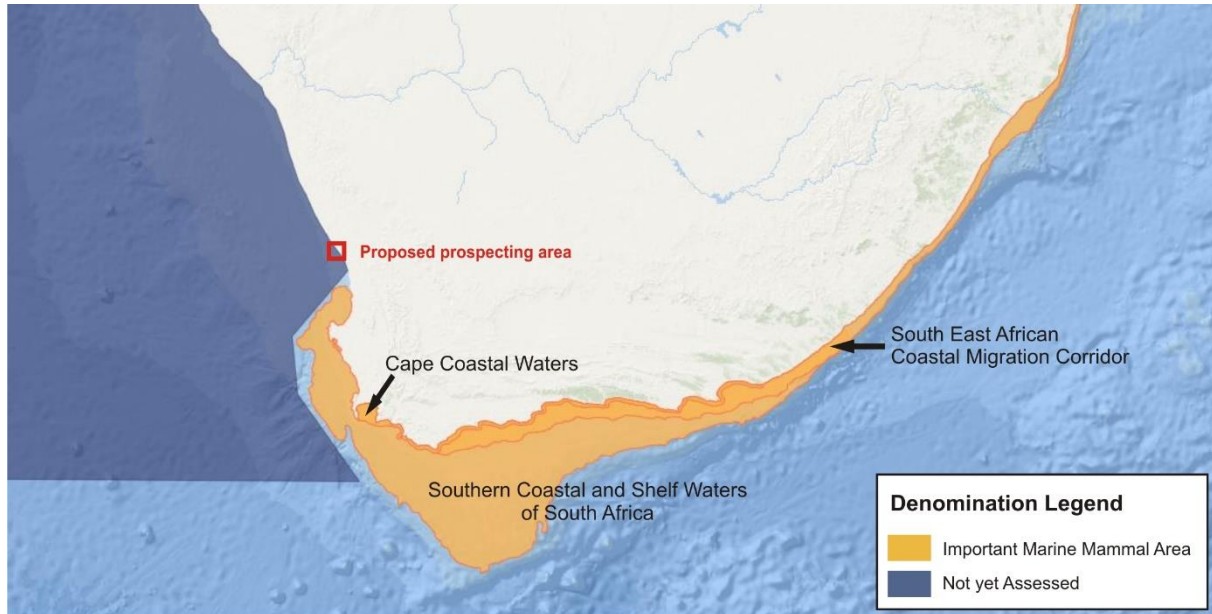 Proposed prospecting area
Cape Coastal Waters
South East African
Coastal Migration Corridor
Southern Coastal and Shelf Waters
of South Africa
Denomination Legend
Important Marine Mammal Area
Not yet Assessed